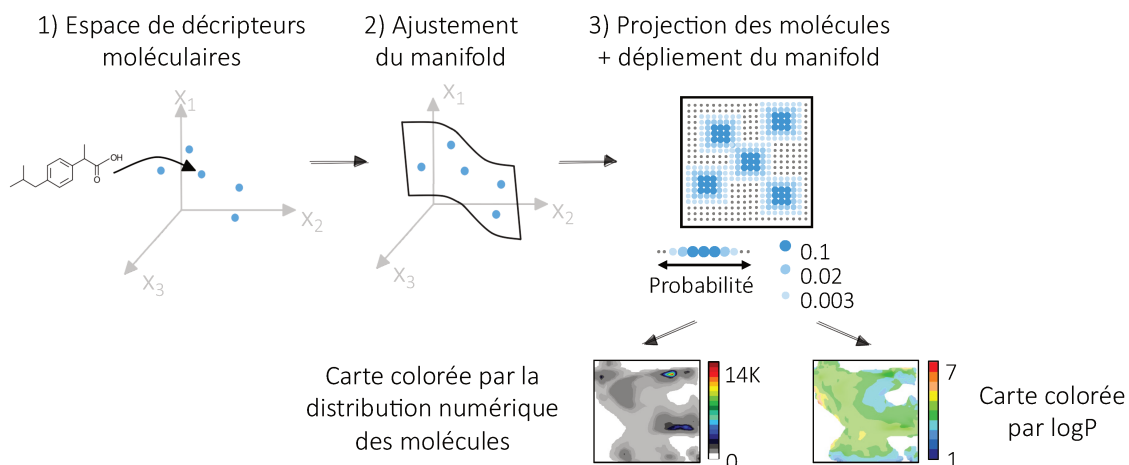 1) Espace de décripteurs
moléculaires
2) Ajustement
du manifold
3) Projection des molécules
+ dépliement du manifold
X1
X2
X3
OH
O
X1
X2
X3
Probabilité
0.1
0.02
0.003
Carte colorée par la
distribution numérique
des molécules
14K
0
7
1
Carte colorée
par logP